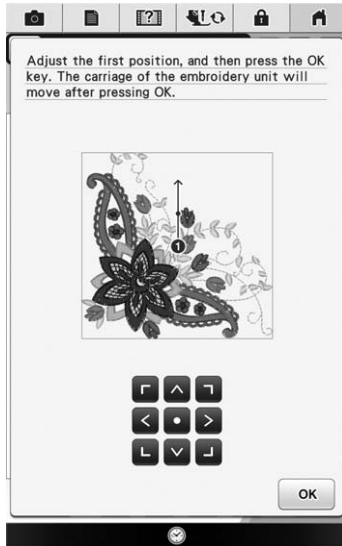 Adjust the first position, and then press the OK
key. The carriage of the embroidery unit will
move after pressing OK.
1
OK